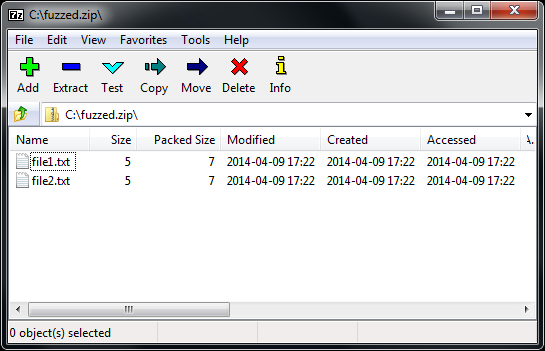 7z C:\fuzzed.zip\
File Edit View Favorites Tools Help
Add Extract Test Copy Move Delete Info
C:\fuzzed.zip\
Name Size Packed Size Modified Created Accessed
file1.txt 5 7 2014-04-09 17:22 2014-04-09 17:22 2014-04-09 17:22
file2.txt 5 7 2014-04-09 17:22 2014-04-09 17:22 2014-04-09 17:22
0 object(s) selected